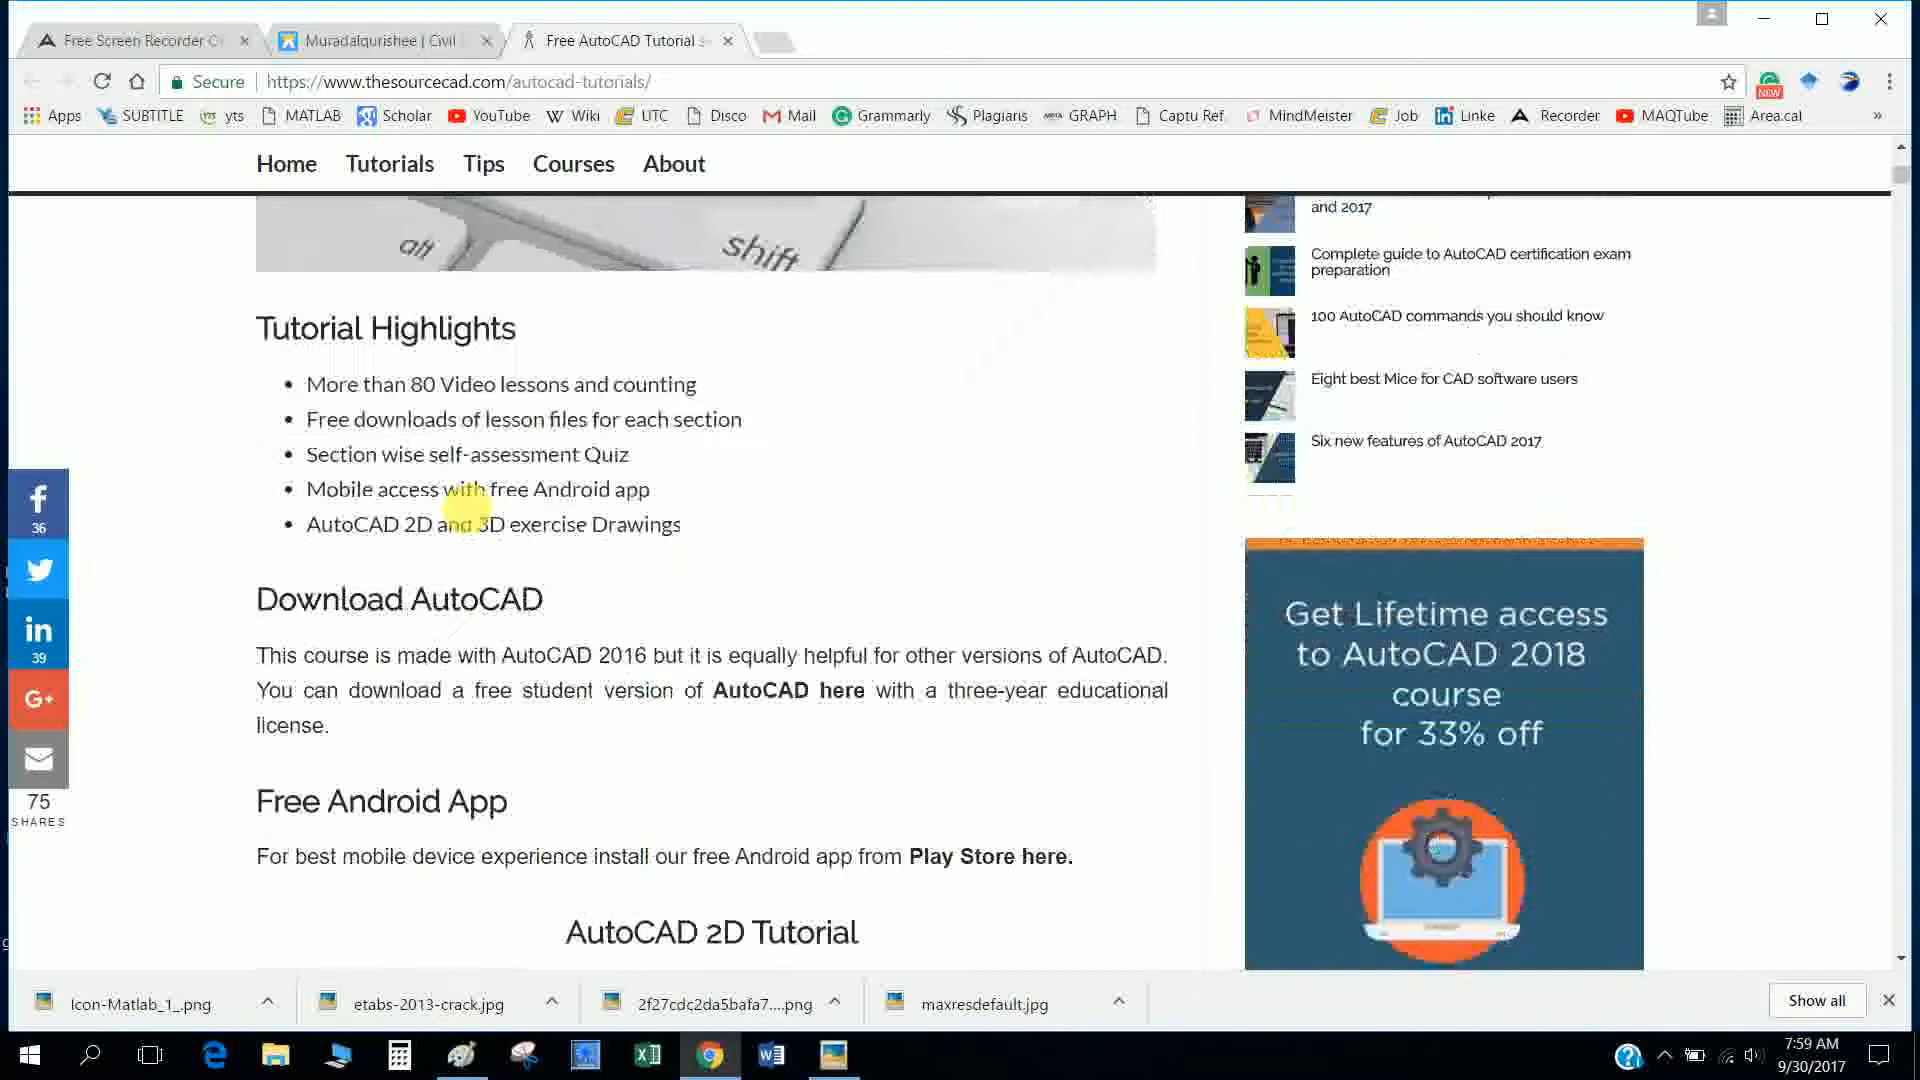 Free Screen Recorder O
Muradalqurishee | Civil
Free AutoCAD Tutorial s
Secure
https://www.thesourcecad.com/autocad-tutorials/
NEW
Apps
SUBTITLE
yts
MATLAB
Scholar
YouTube
Wiki
UTC
Disco
Mail
Grammarly
Plagiaris
GRAPH
Captu Ref.
MindMeister
Job
Linke
Recorder
MAQTube
Area.cal
Home
Tutorials
Tips
Courses
About
alt
shift
Tutorial Highlights
• More than 80 Video lessons and counting
• Free downloads of lesson files for each section
• Section wise self-assessment Quiz
• Mobile access with free Android app
• AutoCAD 2D and 3D exercise Drawings
Download AutoCAD
This course is made with AutoCAD 2016 but it is equally helpful for other versions of AutoCAD.
You can download a free student version of AutoCAD here with a three-year educational
license.
Free Android App
For best mobile device experience install our free Android app from Play Store here.
AutoCAD 2D Tutorial
36
39
G+
75
SHARES
and 2017
Complete guide to AutoCAD certification exam
preparation
100 AutoCAD commands you should know
Eight best Mice for CAD software users
Six new features of AutoCAD 2017
Get Lifetime access
to AutoCAD 2018
course
for 33% off
Icon-Matlab_1_.png
etabs-2013-crack.jpg
2f27cdc2da5bafa7....png
maxresdefault.jpg
Show all
7:59 AM
9/30/2017